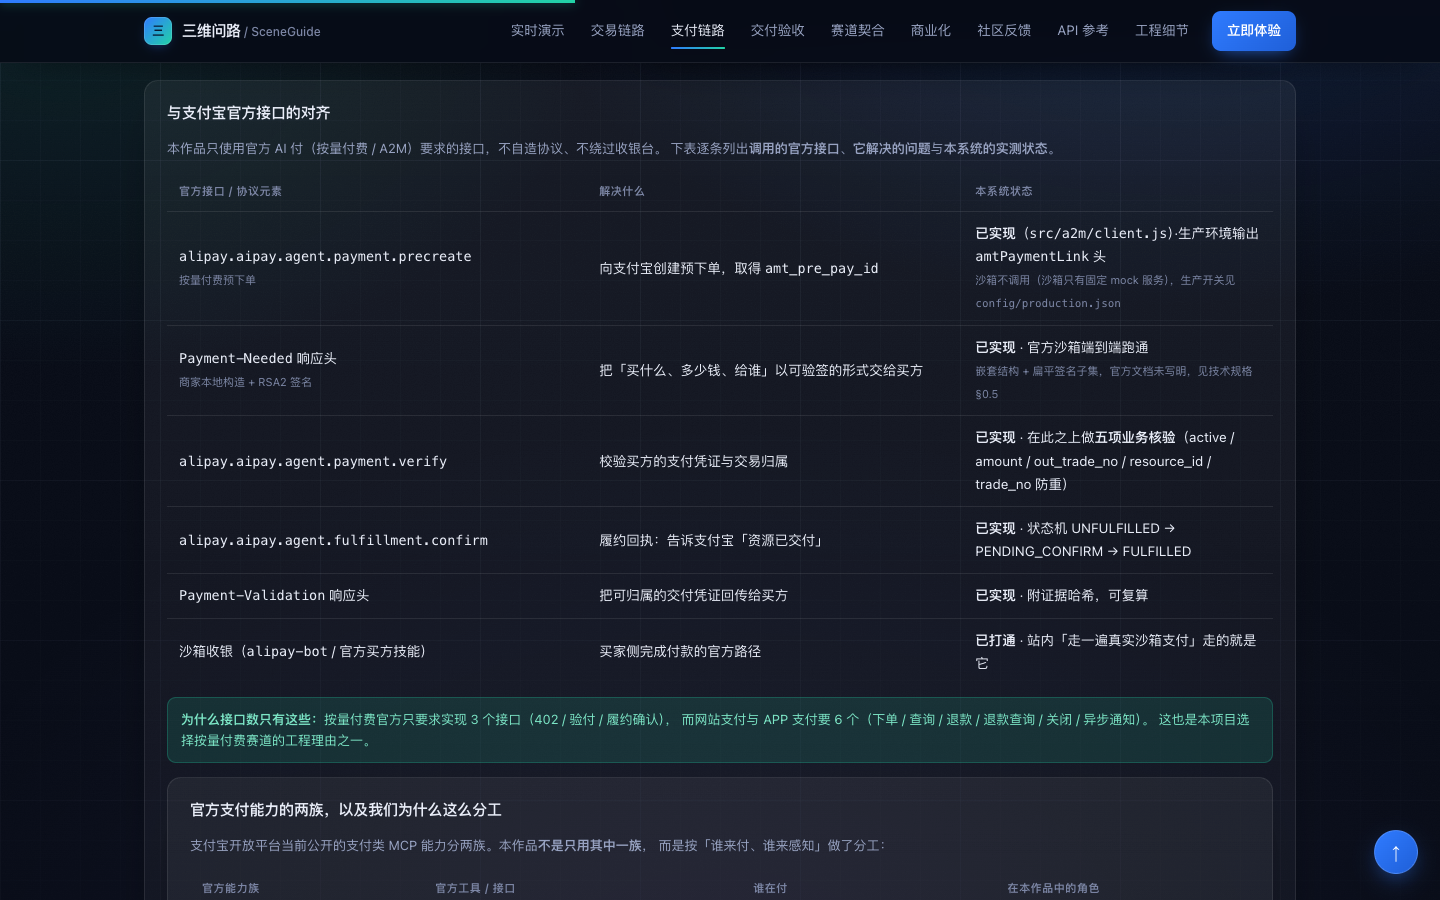 三 三维问路 / SceneGuide
实时演示 交易链路 支付链路 交付验收 赛道契合 商业化 社区反馈 API 参考 工程细节 立即体验
与支付宝官方接口的对齐
本作品只使用官方 AI 付（按量付费 / A2M）要求的接口，不自造协议、不绕过收银台。 下表逐条列出调用的官方接口、它解决的问题与本系统的实测状态。
官方接口 / 协议元素 解决什么 本系统状态
alipay.aipay.agent.payment.precreate
按量付费预下单
向支付宝创建预下单，取得 amt_pre_pay_id
已实现（src/a2m/client.js）·生产环境输出
amtPaymentLink 头
沙箱不调用（沙箱只有固定 mock 服务），生产开关见
config/production.json
Payment-Needed 响应头
商家本地构造 + RSA2 签名
把「买什么、多少钱、给谁」以可验签的形式交给买方
已实现 · 官方沙箱端到端跑通
嵌套结构 + 扁平签名子集，官方文档未写明，见技术规格
§0.5
alipay.aipay.agent.payment.verify
校验买方的支付凭证与交易归属
已实现 · 在此之上做五项业务核验（active /
amount / out_trade_no / resource_id /
trade_no 防重）
alipay.aipay.agent.fulfillment.confirm
履约回执：告诉支付宝「资源已交付」
已实现 · 状态机 UNFULFILLED →
PENDING_CONFIRM → FULFILLED
Payment-Validation 响应头
把可归属的交付凭证回传给买方
已实现 · 附证据哈希，可复算
沙箱收银（alipay-bot / 官方买方技能）
买家侧完成付款的官方路径
已打通 · 站内「走一遍真实沙箱支付」走的就是
它
为什么接口数只有这些：按量付费官方只要求实现 3 个接口（402 / 验付 / 履约确认）， 而网站支付与 APP 支付要 6 个（下单 / 查询 / 退款 / 退款查询 / 关闭 / 异步通知）。 这也是本项目选
择按量付费赛道的工程理由之一。
官方支付能力的两族，以及我们为什么这么分工
支付宝开放平台当前公开的支付类 MCP 能力分两族。本作品不是只用其中一族， 而是按「谁来付、谁来感知」做了分工：
官方能力族 官方工具 / 接口 谁在付 在本作品中的角色
↑